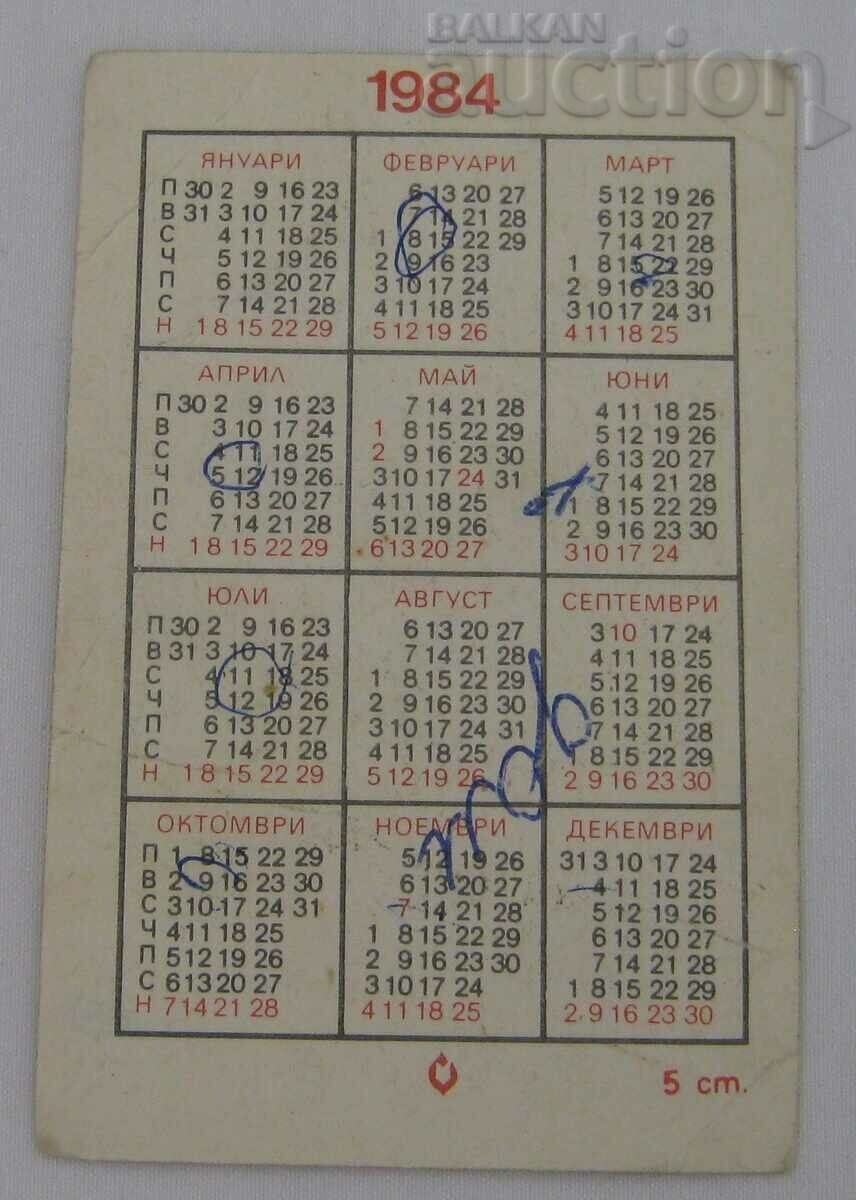 BALKAN
auction
1984
ЯНУАРИ
П 30 2 9 16 23
В 31 3 10 17 24
С 4 11 18 25
Ч 5 12 19 26
П 6 13 20 27
С 7 14 21 28
Н 1 8 15 22 29
ФЕВРУАРИ
6 13 20 27
7 14 21 28
1 8 15 22 29
2 9 16 23
3 10 17 24
4 11 18 25
5 12 19 26
МАРТ
5 12 19 26
6 13 20 27
7 14 21 28
1 8 15 22 29
2 9 16 23 30
3 10 17 24 31
4 11 18 25
АПРИЛ
П 30 2 9 16 23
В 3 10 17 24
С 4 11 18 25
Ч 5 12 19 26
П 6 13 20 27
С 7 14 21 28
Н 1 8 15 22 29
МАЙ
7 14 21 28
1 8 15 22 29
2 9 16 23 30
3 10 17 24 31
4 11 18 25
5 12 19 26
6 13 20 27
ЮНИ
4 11 18 25
5 12 19 26
6 13 20 27
7 14 21 28
1 8 15 22 29
2 9 16 23 30
3 10 17 24
ЮЛИ
П 30 2 9 16 23
В 31 3 10 17 24
С 4 11 18 25
Ч 5 12 19 26
П 6 13 20 27
С 7 14 21 28
Н 1 8 15 22 29
АВГУСТ
6 13 20 27
7 14 21 28
1 8 15 22 29
2 9 16 23 30
3 10 17 24 31
4 11 18 25
5 12 19 26
СЕПТЕМВРИ
3 10 17 24
4 11 18 25
5 12 19 26
6 13 20 27
7 14 21 28
1 8 15 22 29
2 9 16 23 30
ОКТОМВРИ
П 1 8 15 22 29
В 2 9 16 23 30
С 3 10 17 24 31
Ч 4 11 18 25
П 5 12 19 26
С 6 13 20 27
Н 7 14 21 28
НОЕМВРИ
5 12 19 26
6 13 20 27
7 14 21 28
1 8 15 22 29
2 9 16 23 30
3 10 17 24
4 11 18 25
ДЕКЕМВРИ
31 3 10 17 24
4 11 18 25
5 12 19 26
6 13 20 27
7 14 21 28
1 8 15 22 29
2 9 16 23 30
5 ст.